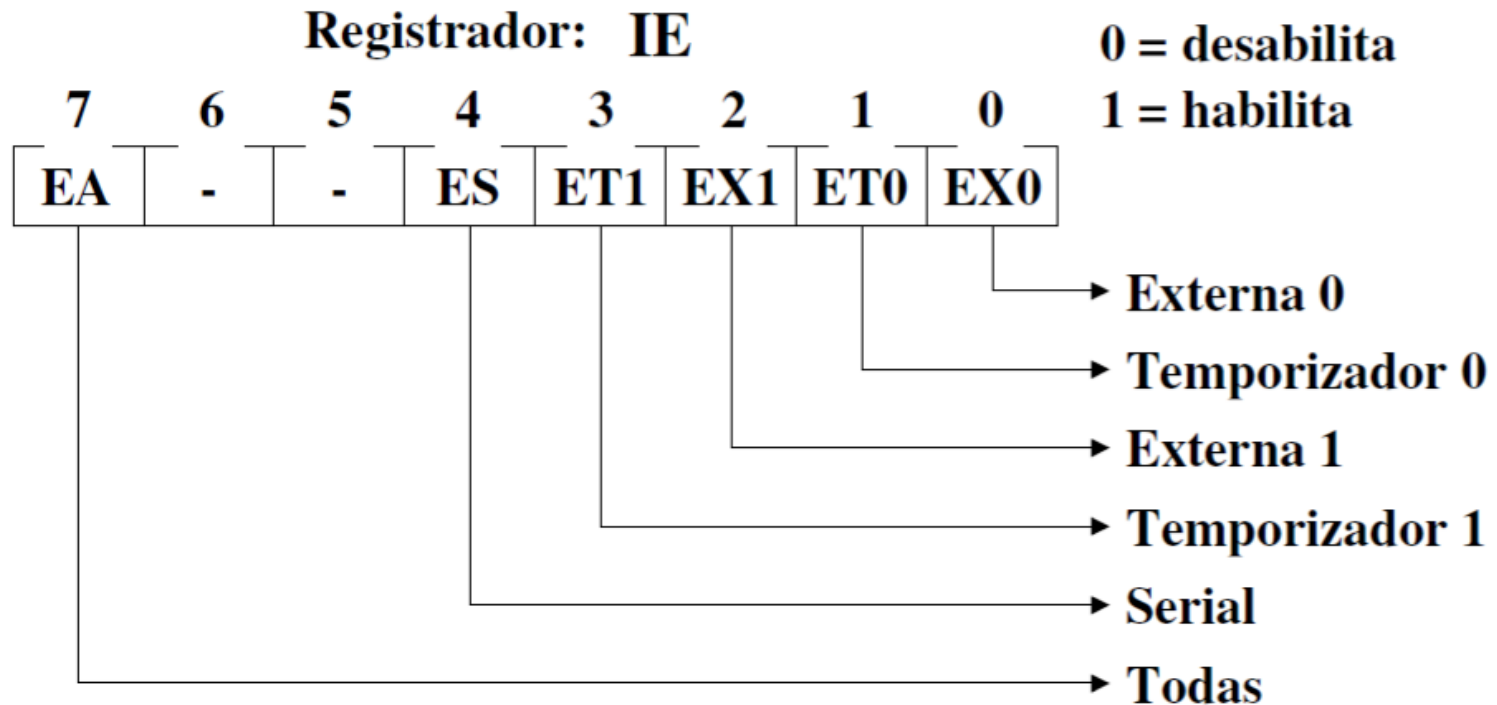 Registrador: IE
0 = desabilita
1 = habilita
7 6 5 4 3 2 1 0
EA - - ES ET1 EX1 ET0 EX0
Externa 0
Temporizador 0
Externa 1
Temporizador 1
Serial
Todas